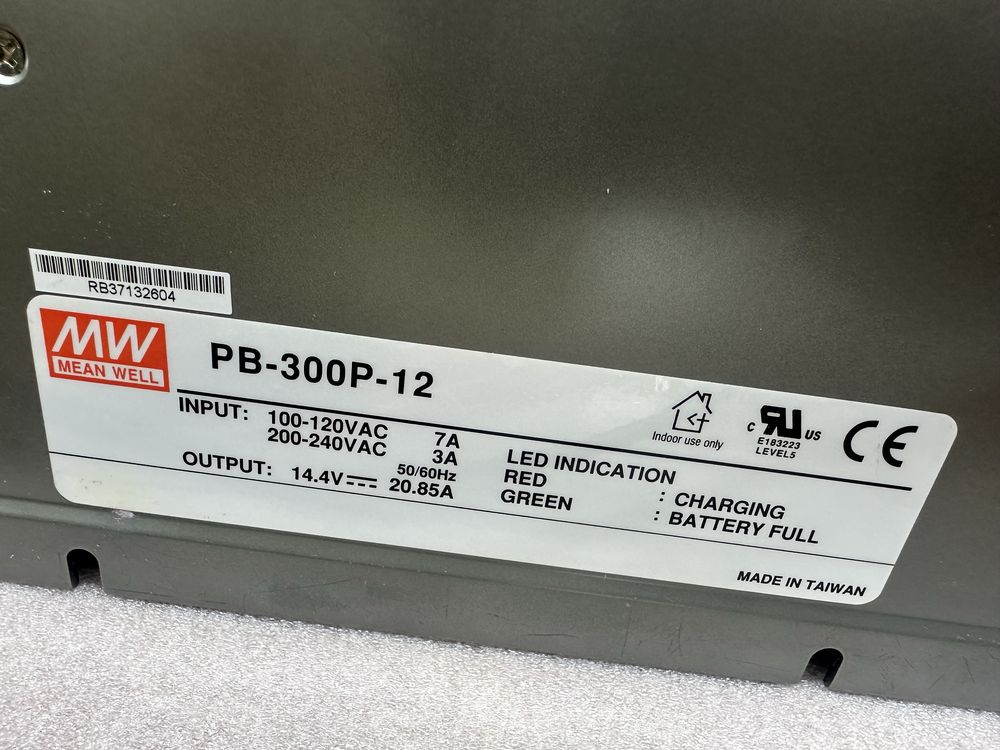 RB37132604
MW
MEAN WELL
PB-300P-12
INPUT: 100-120VAC 7A
200-240VAC 3A
50/60Hz
OUTPUT: 14.4V⎓ 20.85A
Indoor use only
c RU US
E183223
LEVEL5
CE
LED INDICATION
RED : CHARGING
GREEN : BATTERY FULL
MADE IN TAIWAN